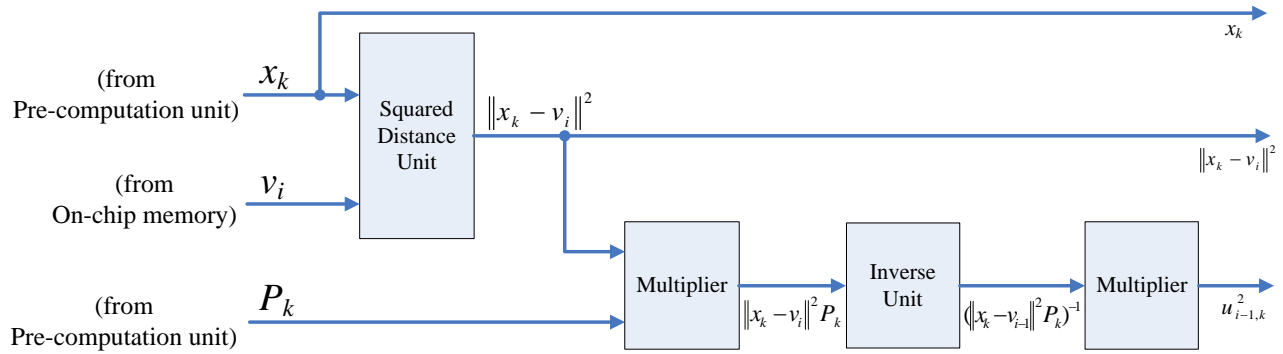 x_k
(from
Pre-computation unit)
x_k
Squared
Distance
Unit
‖x_k − v_i‖²
‖x_k − v_i‖²
(from
On-chip memory)
v_i
(from
Pre-computation unit)
P_k
Multiplier
‖x_k − v_i‖² P_k
Inverse
Unit
(‖x_k − v_{i−1}‖² P_k)^{−1}
Multiplier
u²_{i−1,k}